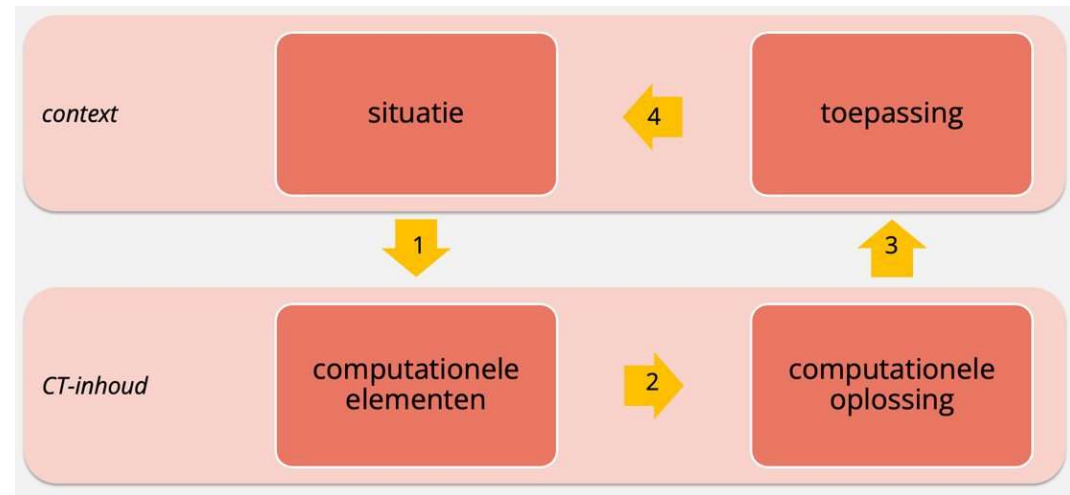 context
situatie
4
toepassing
1
3
CT-inhoud
computationele
elementen
2
computationele
oplossing